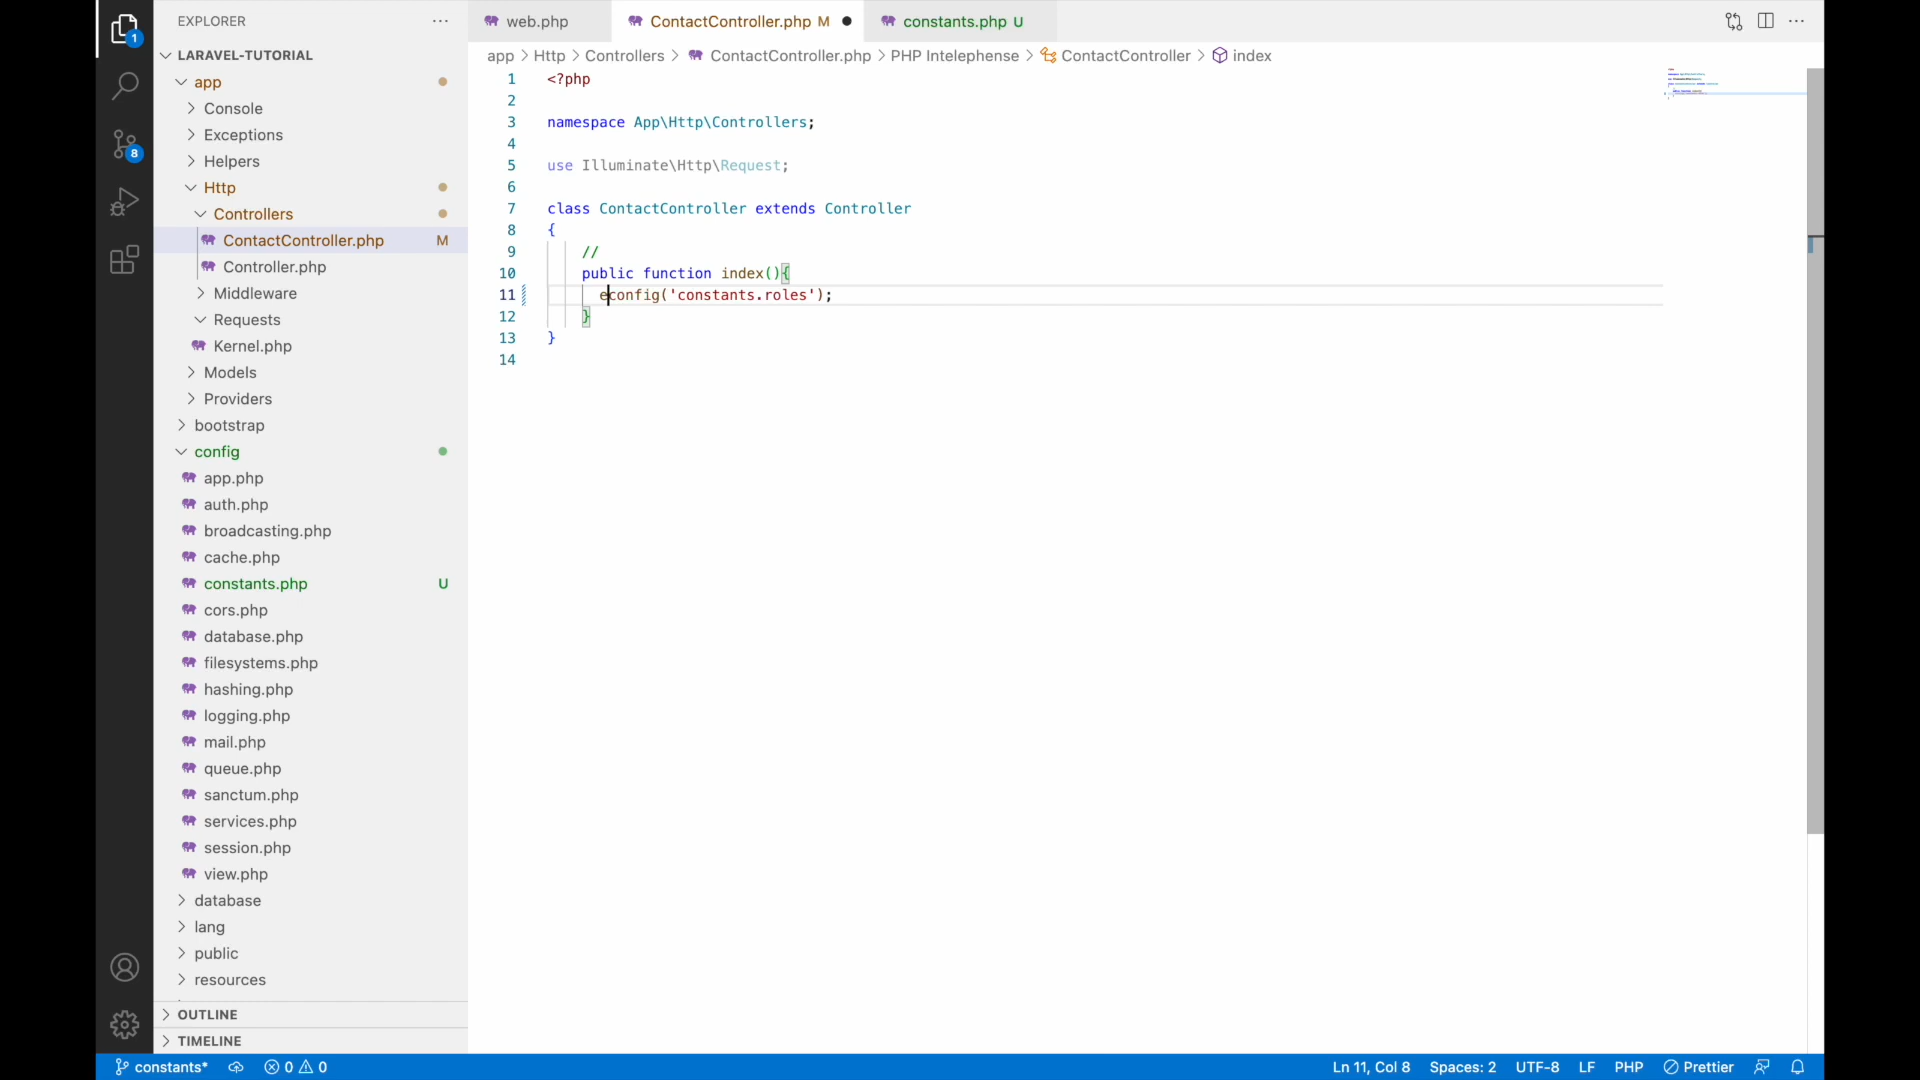 EXPLORER
web.php
ContactController.php M
constants.php U
LARAVEL-TUTORIAL
app > Http > Controllers > ContactController.php > PHP Intelephense > ContactController > index
1
8
app
Console
Exceptions
Helpers
Http
Controllers
ContactController.php M
Controller.php
Middleware
Requests
Kernel.php
Models
Providers
bootstrap
config
app.php
auth.php
broadcasting.php
cache.php
constants.php U
cors.php
database.php
filesystems.php
hashing.php
logging.php
mail.php
queue.php
sanctum.php
services.php
session.php
view.php
database
lang
public
resources
OUTLINE
TIMELINE
1 <?php
2
3 namespace App\Http\Controllers;
4
5 use Illuminate\Http\Request;
6
7 class ContactController extends Controller
8 {
9 //
10 public function index(){
11 econfig('constants.roles');
12 }
13 }
14
constants* 0 0 Ln 11, Col 8 Spaces: 2 UTF-8 LF PHP Prettier